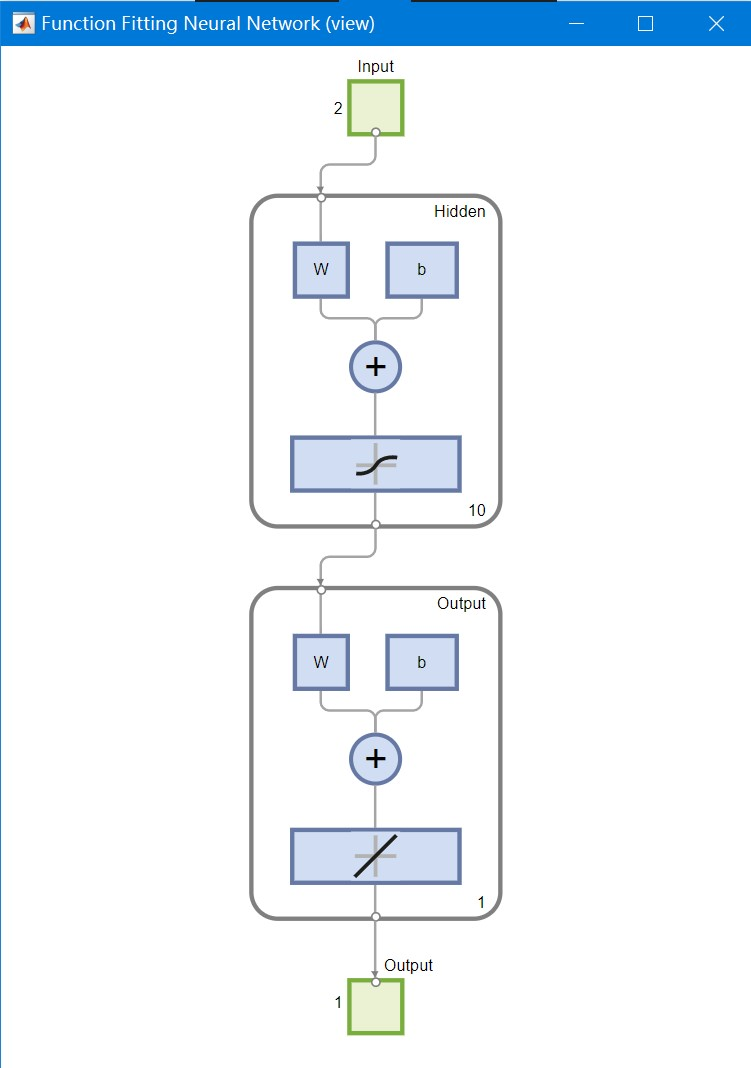 Function Fitting Neural Network (view)
Input
2
Hidden
W b
+
10
Output
W b
+
1
Output
1